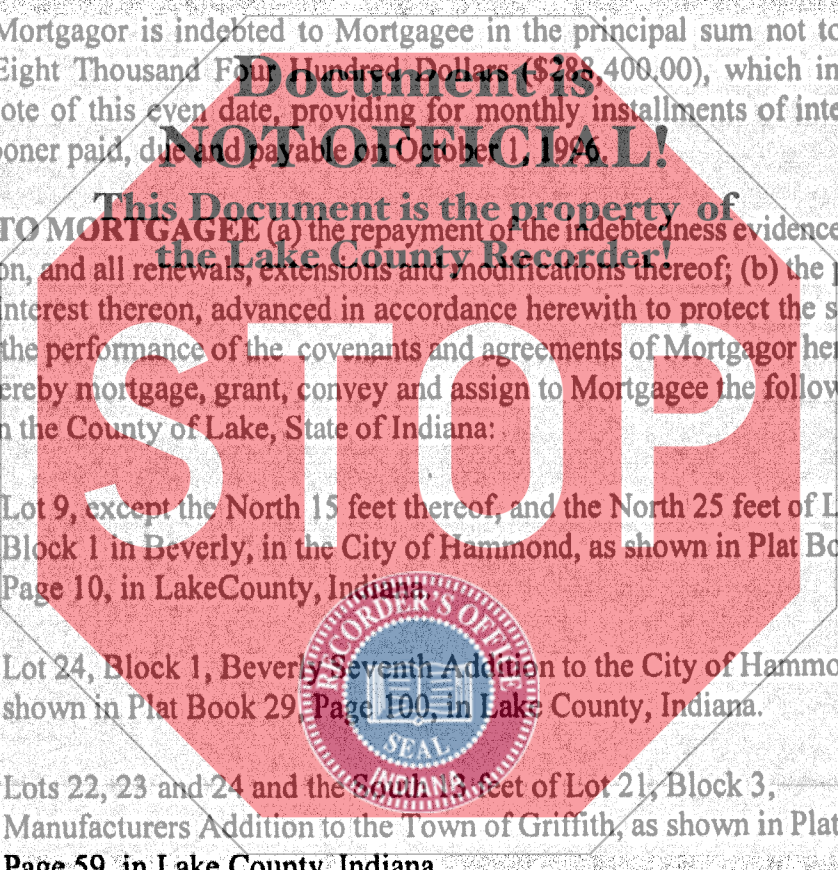 Mortgagor is indebted to Mortgagee in the principal sum not to
Eight Thousand Four Hundred Dollars ($288,400.00), which in
ote of this even date, providing for monthly installments of inte
ooner paid, due and payable on October 1, 1996.
Document is
NOT OFFICIAL!
This Document is the property of
the Lake County Recorder!
TO MORTGAGEE (a) the repayment of the indebtedness evidence
on, and all renewals, extensions and modifications thereof; (b) the
interest thereon, advanced in accordance herewith to protect the s
the performance of the covenants and agreements of Mortgagor her
ereby mortgage, grant, convey and assign to Mortgagee the follow
n the County of Lake, State of Indiana:
STOP
Lot 9, except the North 15 feet thereof, and the North 25 feet of L
Block 1 in Beverly, in the City of Hammond, as shown in Plat Bo
Page 10, in LakeCounty, Indiana.
RECORDER'S OFFICE
SEAL
INDIANA
Lot 24, Block 1, Beverly Seventh Addition to the City of Hammo
shown in Plat Book 29, Page 100, in Lake County, Indiana.
Lots 22, 23 and 24 and the South 13 feet of Lot 21, Block 3,
Manufacturers Addition to the Town of Griffith, as shown in Plat
Page 59, in Lake County, Indiana